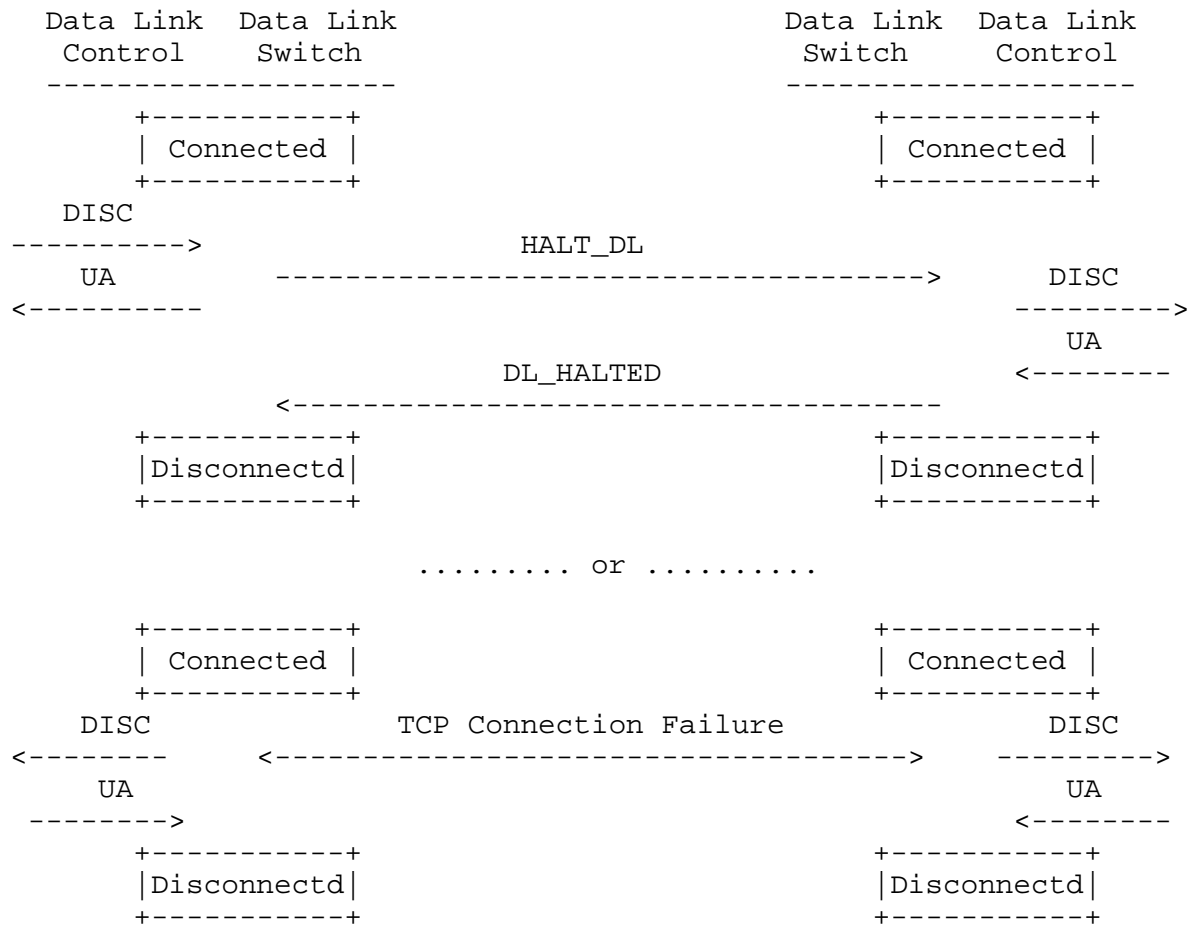 Data Link  Data Link                         Data Link  Data Link
Control    Switch                            Switch    Control
--------------------                      --------------------
+-----------+                             +-----------+
| Connected |                             | Connected |
+-----------+                             +-----------+
DISC
---------->                 HALT_DL
UA    ------------------------------------->      DISC
<----------                                              --------->
UA
DL_HALTED                    <--------
<-------------------------------------
+-----------+                             +-----------+
|Disconnectd|                             |Disconnectd|
+-----------+                             +-----------+
......... or ..........
+-----------+                             +-----------+
| Connected |                             | Connected |
+-----------+                             +-----------+
DISC              TCP Connection Failure               DISC
<--------     <------------------------------------>    --------->
UA                                                     UA
-------->                                               <--------
+-----------+                             +-----------+
|Disconnectd|                             |Disconnectd|
+-----------+                             +-----------+